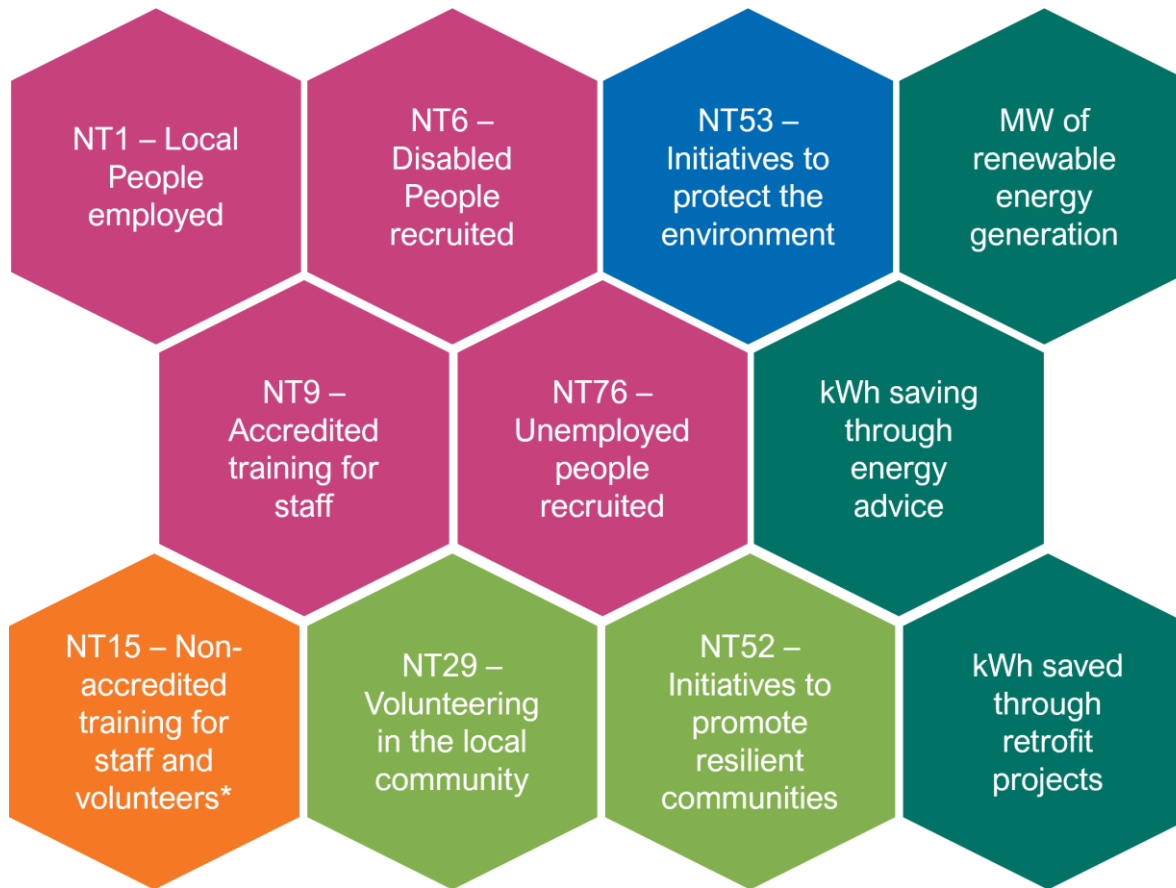 NT1 – Local
People
employed
NT6 –
Disabled
People
recruited
NT53 –
Initiatives to
protect the
environment
MW of
renewable
energy
generation
NT9 –
Accredited
training for
staff
NT76 –
Unemployed
people
recruited
kWh saving
through
energy
advice
NT15 – Non-
accredited
training for
staff and
volunteers*
NT29 –
Volunteering
in the local
community
NT52 –
Initiatives to
promote
resilient
communities
kWh saved
through
retrofit
projects